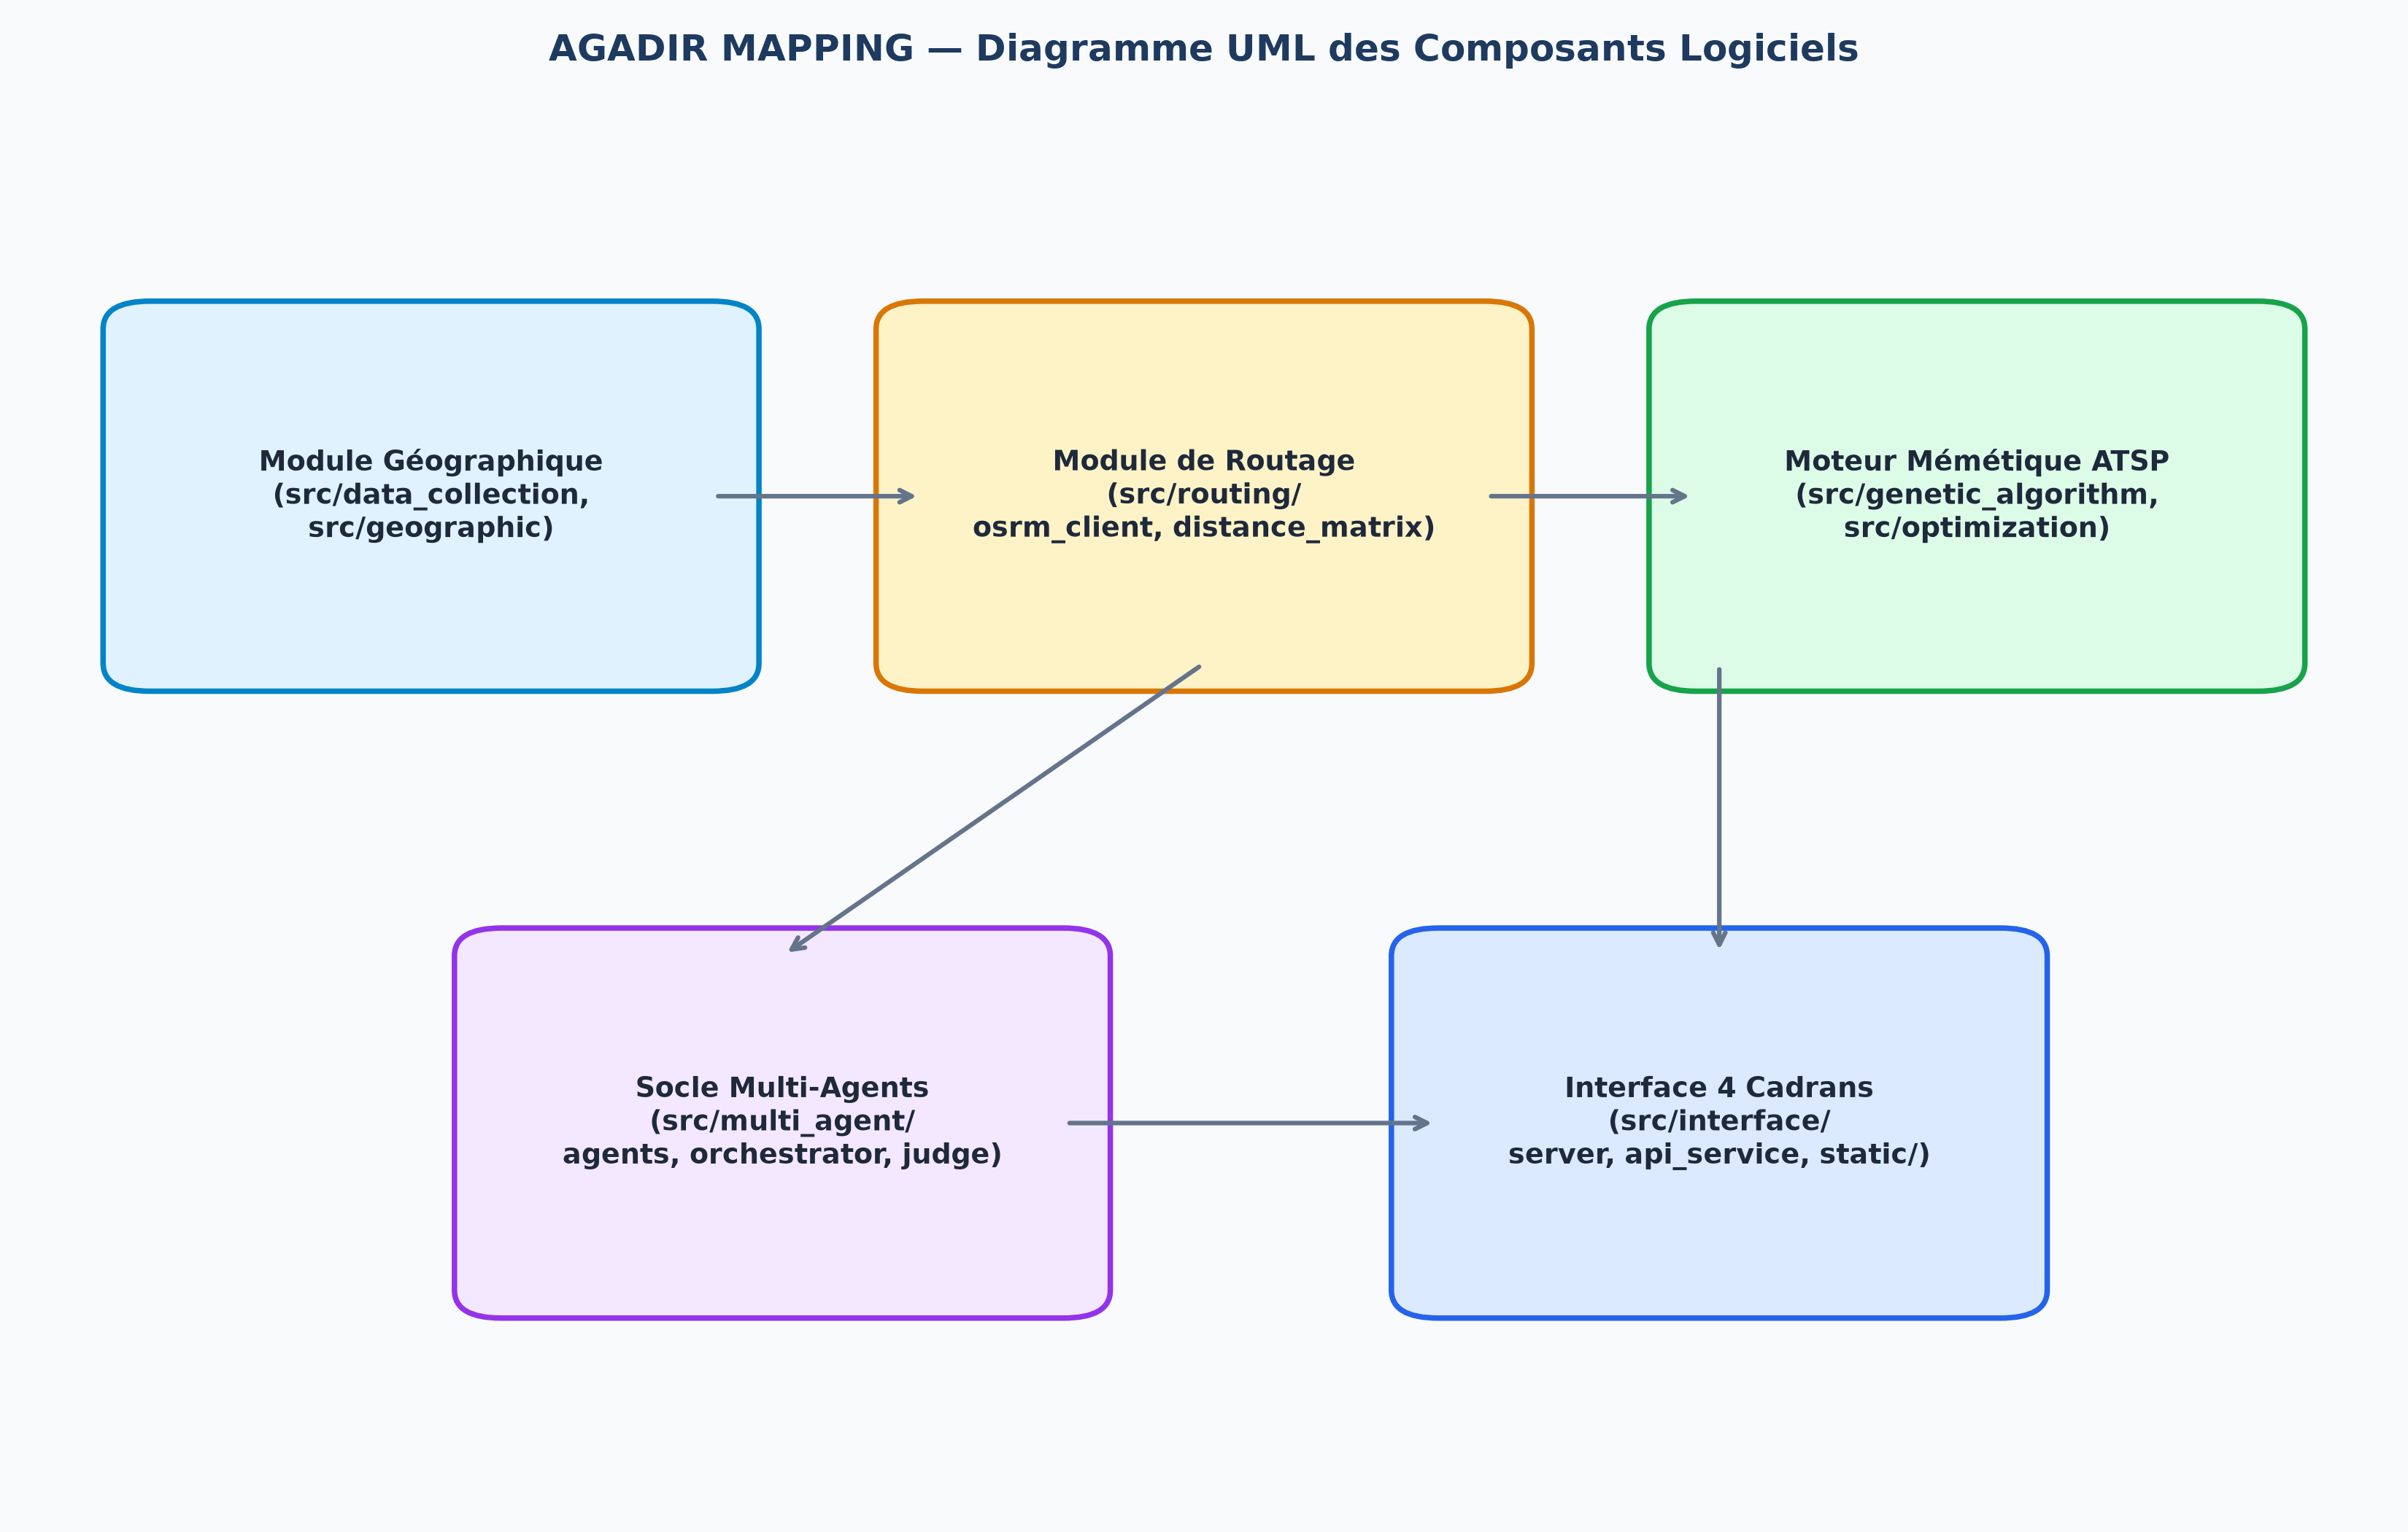 AGADIR MAPPING — Diagramme UML des Composants Logiciels
Module Géographique
(src/data_collection,
src/geographic)
Module de Routage
(src/routing/
osrm_client, distance_matrix)
Moteur Mémétique ATSP
(src/genetic_algorithm,
src/optimization)
Socle Multi-Agents
(src/multi_agent/
agents, orchestrator, judge)
Interface 4 Cadrans
(src/interface/
server, api_service, static/)